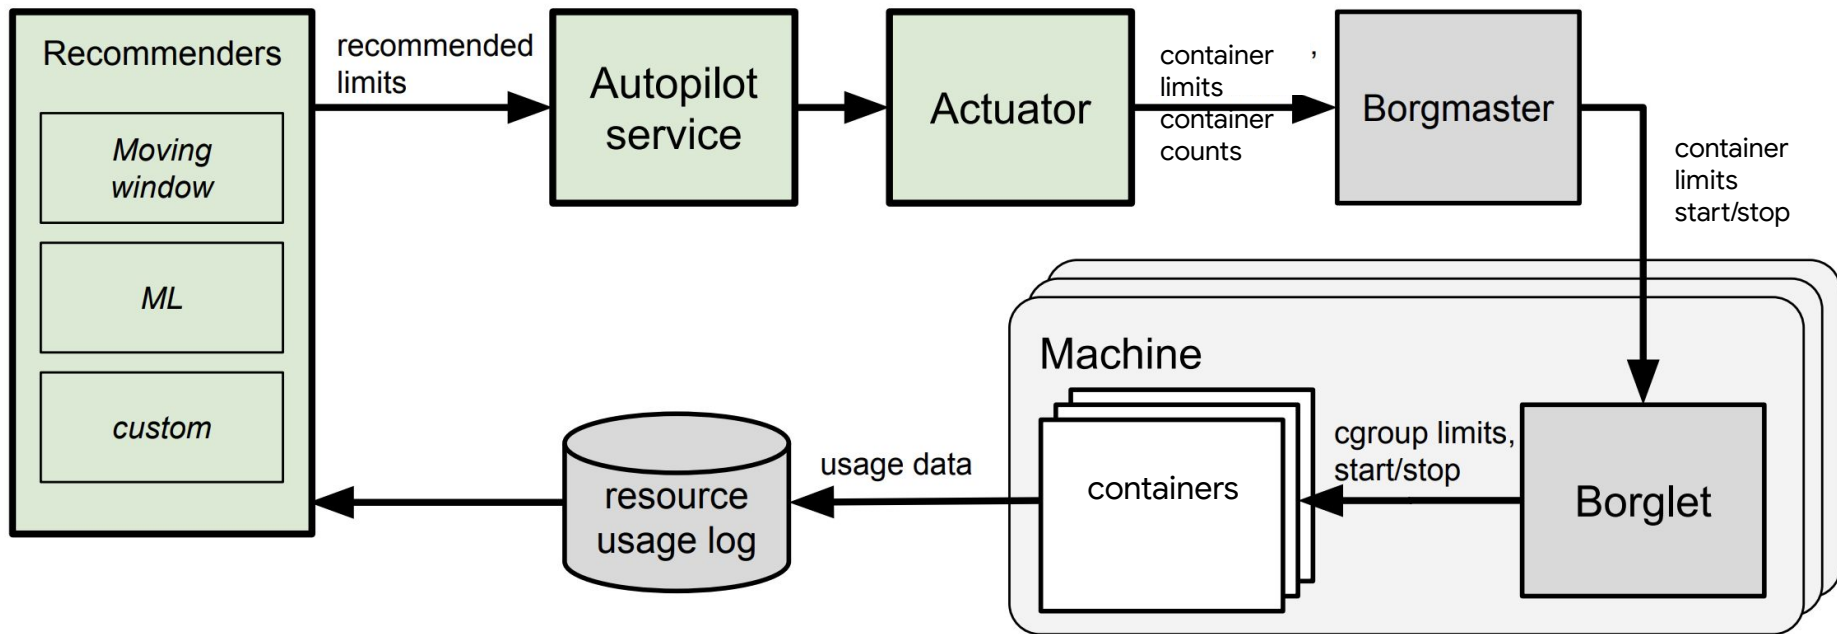 Recommenders
Moving
window
ML
custom
recommended
limits
Autopilot
service
Actuator
container ,
limits
container
counts
Borgmaster
container
limits
start/stop
Machine
containers
cgroup limits,
start/stop
Borglet
usage data
resource
usage log